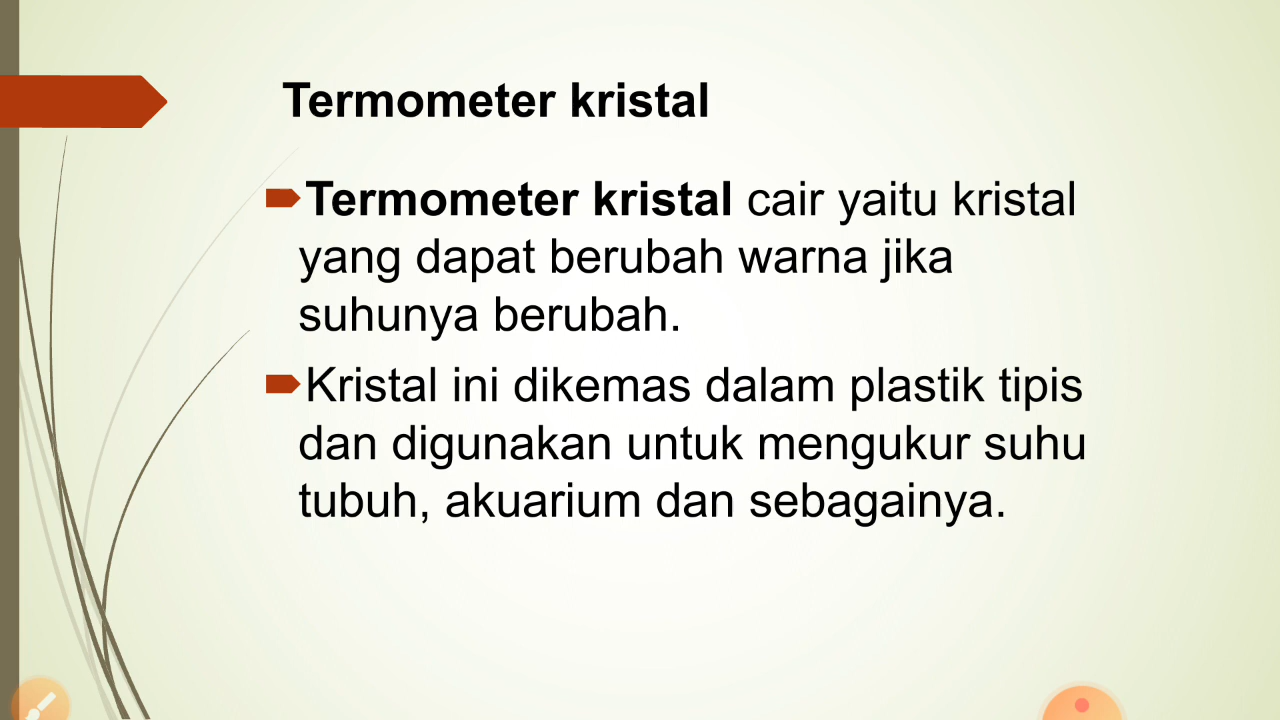 Termometer kristal
Termometer kristal cair yaitu kristal
yang dapat berubah warna jika
suhunya berubah.
Kristal ini dikemas dalam plastik tipis
dan digunakan untuk mengukur suhu
tubuh, akuarium dan sebagainya.